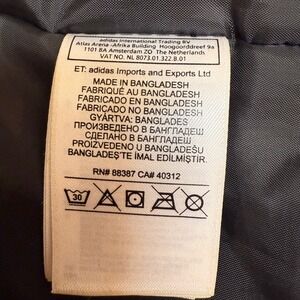 adidas International Trading BV
Atlas Arena -Afrika Building Hoogoorddreef 9a
1101 BA Amsterdam ZO The Netherlands
VAT NO. NL 8073.01.322.B.01
ET: adidas Imports and Exports Ltd
MADE IN BANGLADESH
FABRIQUÉ AU BANGLADESH
FABRICADO EN BANGLADESH
FABRICADO NO BANGLADESH
GYÁRTVA: BANGLADES
ПРОИЗВЕДЕНО В БАНГЛАДЕШ
СДЕЛАНО В БАНГЛАДЕШ
PROIZVEDENO U BANGLADEŠU
BANGLADEŞ'TE İMAL EDİLMİŞTİR.
RN# 88387 CA# 40312
30